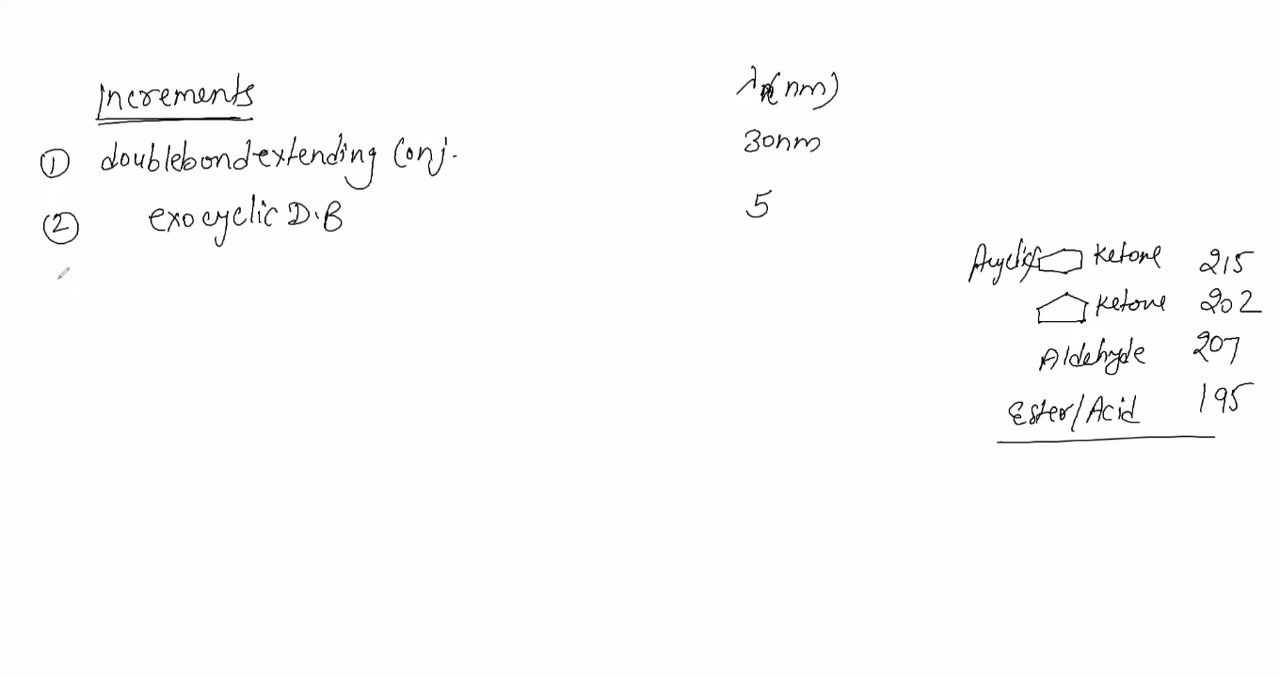 Increments
λ(nm)
① doublebond extending Conj.
30nm
② exocyclic D.B
5
Acyclic Ketone 215
Ketone 202
Aldehyde 207
Ester/Acid 195